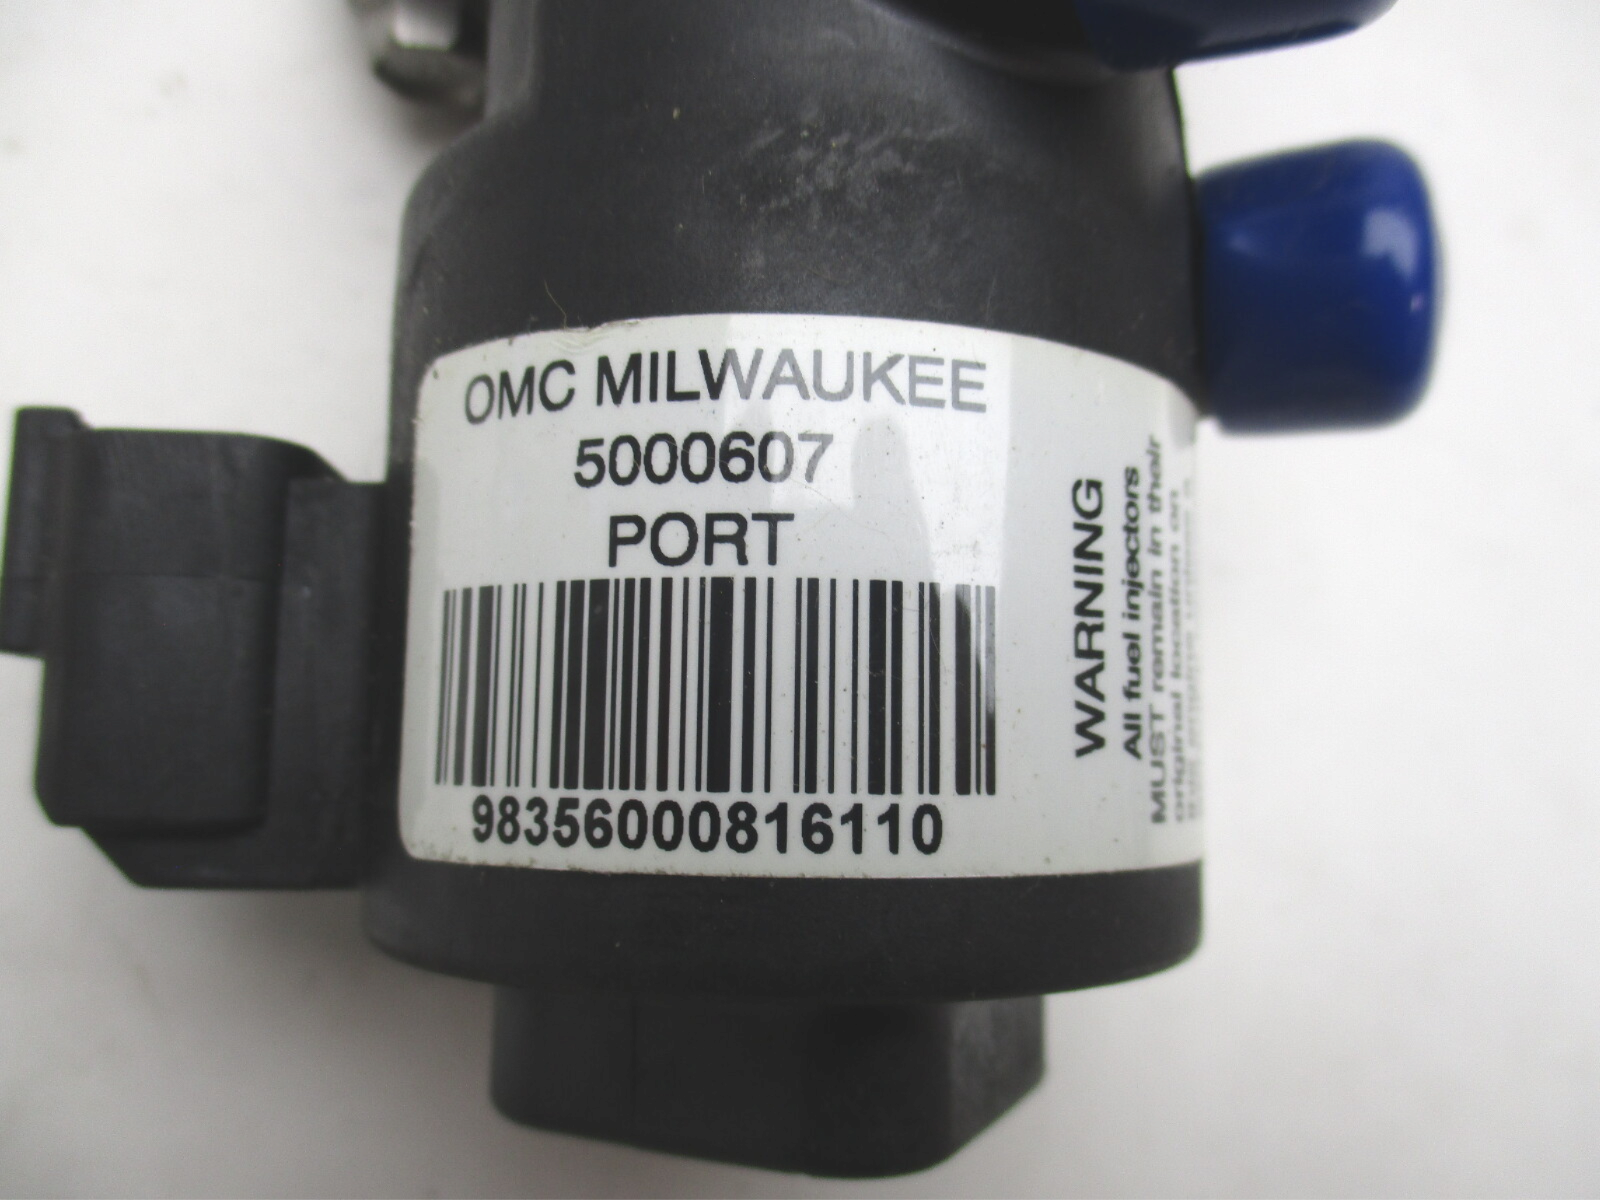 OMC MILWAUKEE
5000607
PORT
98356000816110
WARNING
All fuel injectors
MUST remain in their
original location on